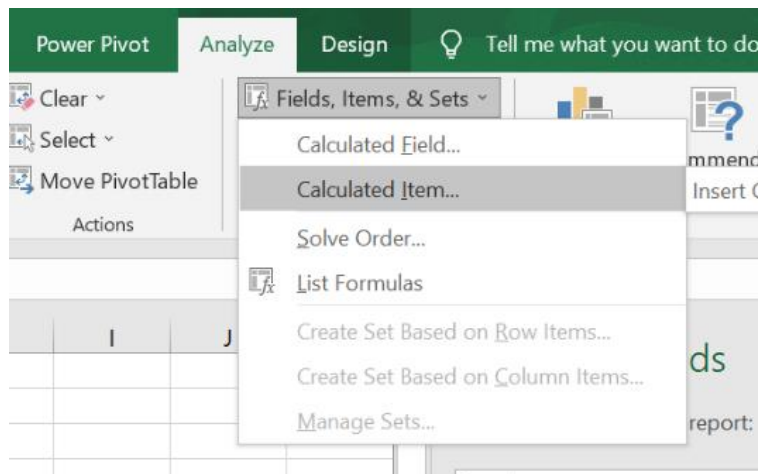 Power Pivot Analyze Design Tell me what you want to do
Clear
Fields, Items, & Sets
Select
Calculated Field...
Move PivotTable
Calculated Item...
Insert
Actions
Solve Order...
List Formulas
I J
Create Set Based on Row Items...
Create Set Based on Column Items...
Manage Sets...
ds
report: